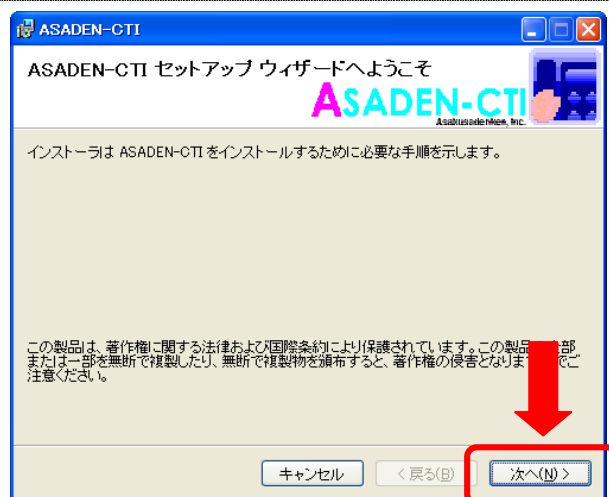 ASADEN-CTI
ASADEN-CTI セットアップ ウィザードへようこそ
ASADEN-CTI
Asakusadenken, Inc.
インストーラは ASADEN-CTI をインストールするために必要な手順を示します。
この製品は、著作権に関する法律および国際条約により保護されています。この製品 部
または一部を無断で複製したり、無断で複製物を頒布すると、著作権の侵害となりま でご
注意ください。
キャンセル
< 戻る(B)
次へ(N) >